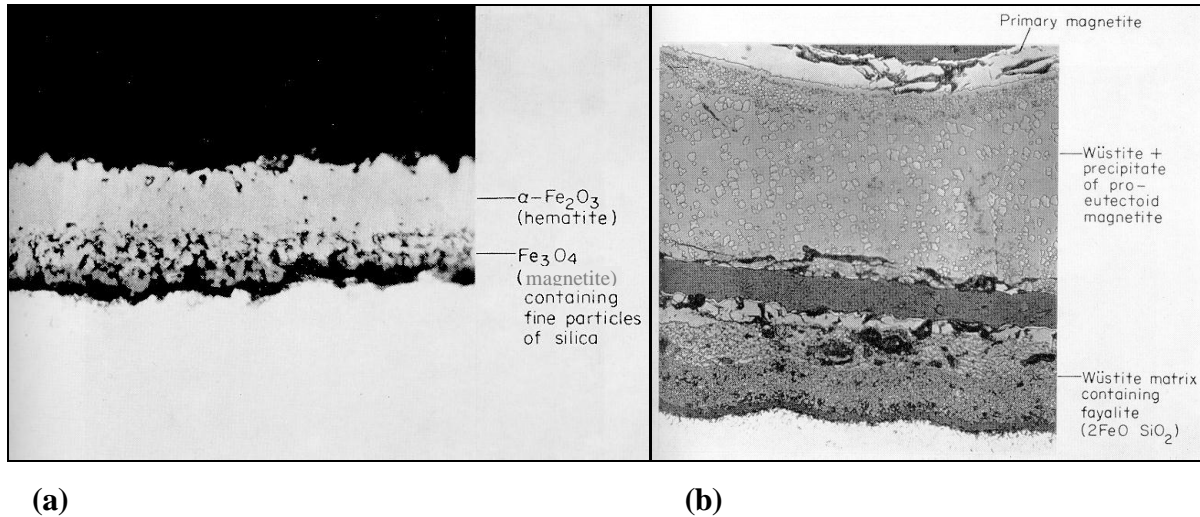 α-Fe2O3
(hematite)
Fe3O4
(magnetite)
containing
fine particles
of silica
Primary magnetite
Wüstite +
precipitate
of pro-
eutectoid
magnetite
Wüstite matrix
containing
fayalite
(2FeO SiO2)
(a)
(b)